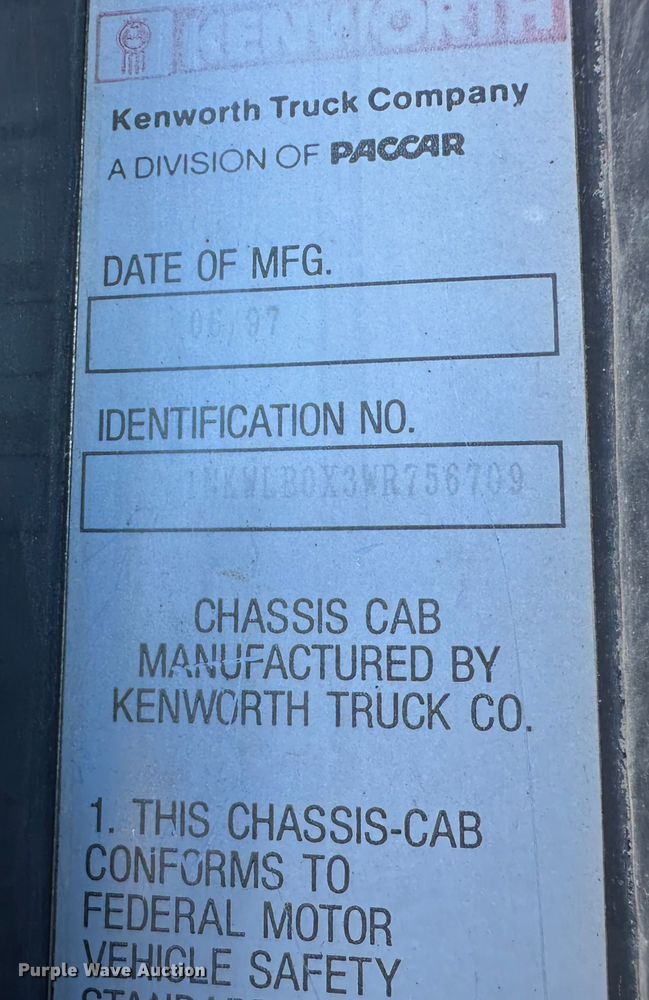 KENWORTH
Kenworth Truck Company
A DIVISION OF PACCAR
DATE OF MFG.
06/97
IDENTIFICATION NO.
1NKWLB0X3WR756709
CHASSIS CAB
MANUFACTURED BY
KENWORTH TRUCK CO.
1. THIS CHASSIS-CAB
CONFORMS TO
FEDERAL MOTOR
VEHICLE SAFETY
Purple Wave Auction